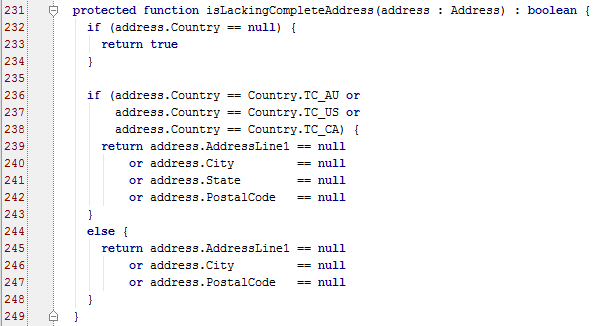 231 protected function isLackingCompleteAddress(address : Address) : boolean {
232   if (address.Country == null) {
233     return true
234   }
235
236   if (address.Country == Country.TC_AU or
237       address.Country == Country.TC_US or
238       address.Country == Country.TC_CA) {
239     return address.AddressLine1 == null
240         or address.City         == null
241         or address.State        == null
242         or address.PostalCode   == null
243   }
244   else {
245     return address.AddressLine1 == null
246         or address.City         == null
247         or address.PostalCode   == null
248   }
249 }